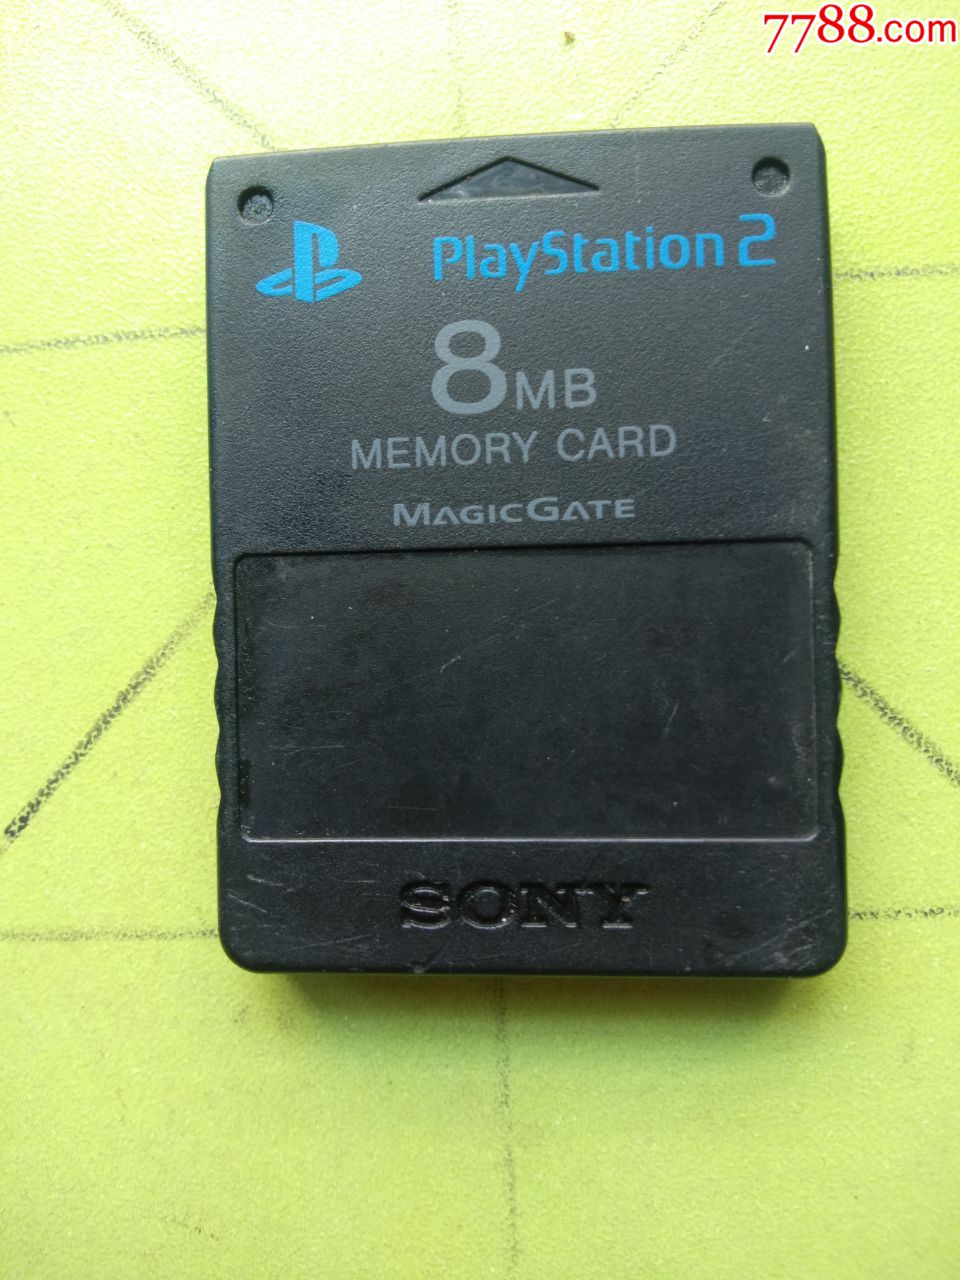 7788.com
PlayStation 2
8MB
MEMORY CARD
MAGICGATE
SONY